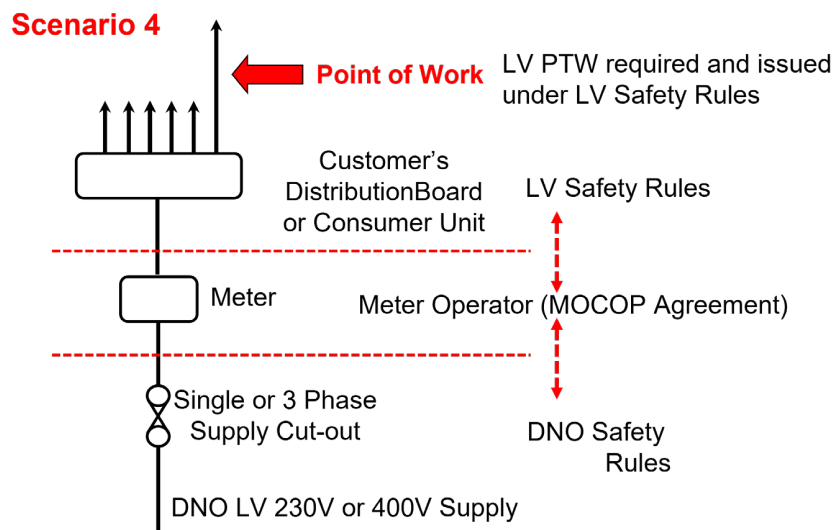 Scenario 4
Point of Work
LV PTW required and issued
under LV Safety Rules
Customer's
DistributionBoard
or Consumer Unit
LV Safety Rules
Meter
Meter Operator (MOCOP Agreement)
Single or 3 Phase
Supply Cut-out
DNO Safety
Rules
DNO LV 230V or 400V Supply